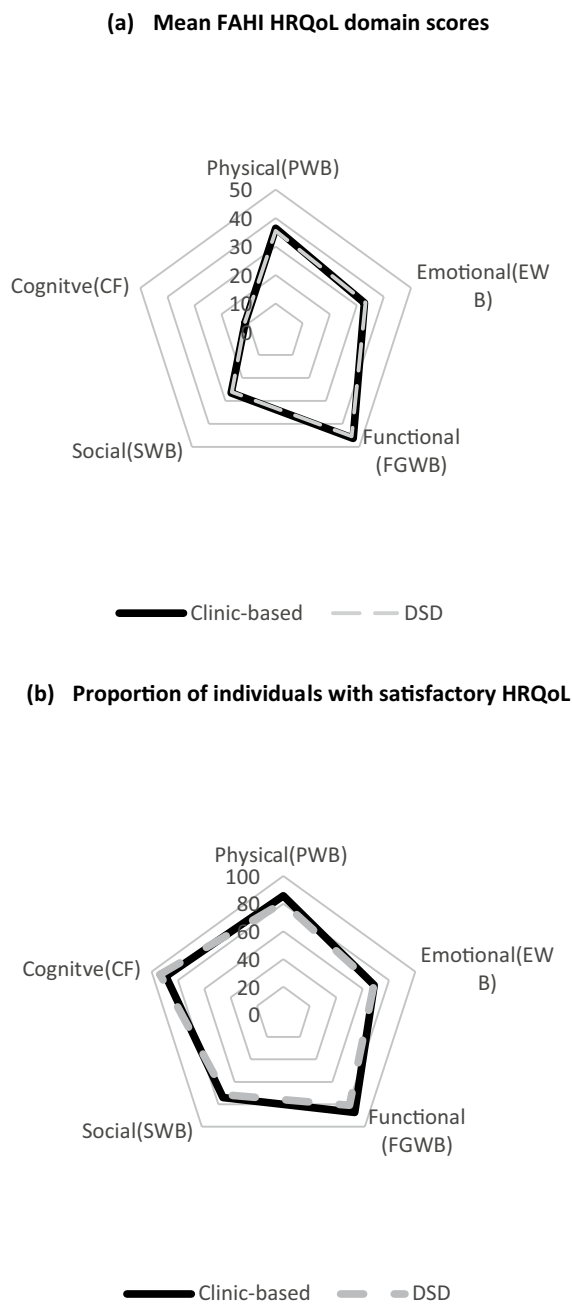 (a) Mean FAHI HRQoL domain scores
Physical(PWB)
50
40
30
20
10
0
Emotional(EW
B)
Cognitve(CF)
Functional
(FGWB)
Social(SWB)
Clinic-based DSD
(b) Proportion of individuals with satisfactory HRQoL
Physical(PWB)
100
80
60
40
20
0
Emotional(EW
B)
Cognitve(CF)
Functional
(FGWB)
Social(SWB)
Clinic-based DSD